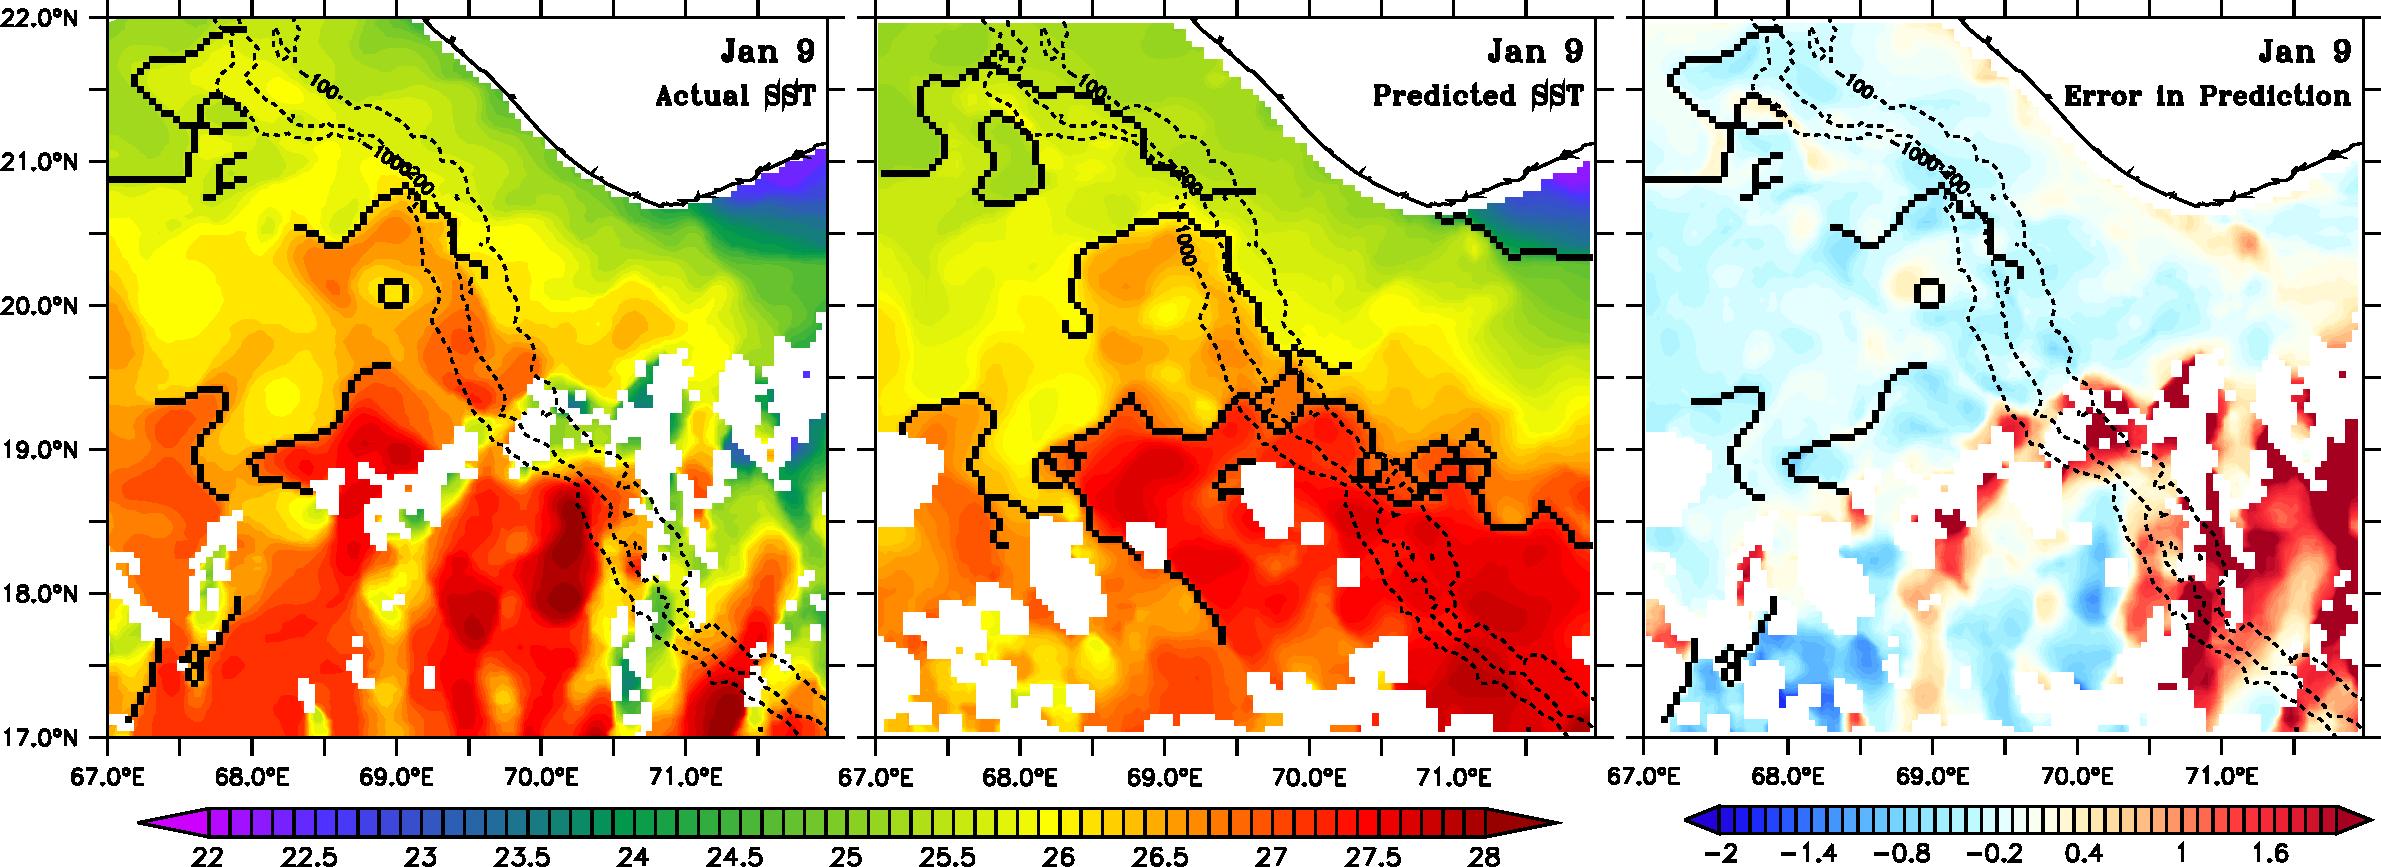 22.0°N
21.0°N
20.0°N
19.0°N
18.0°N
17.0°N
Jan 9
Actual SST
100
1000
200
67.0°E 68.0°E 69.0°E 70.0°E 71.0°E
Jan 9
Predicted SST
100
200
1000
67.0°E 68.0°E 69.0°E 70.0°E 71.0°E
Jan 9
Error in Prediction
100
1000
200
67.0°E 68.0°E 69.0°E 70.0°E 71.0°E
22 22.5 23 23.5 24 24.5 25 25.5 26 26.5 27 27.5 28
-2 -1.4 -0.8 -0.2 0.4 1 1.6